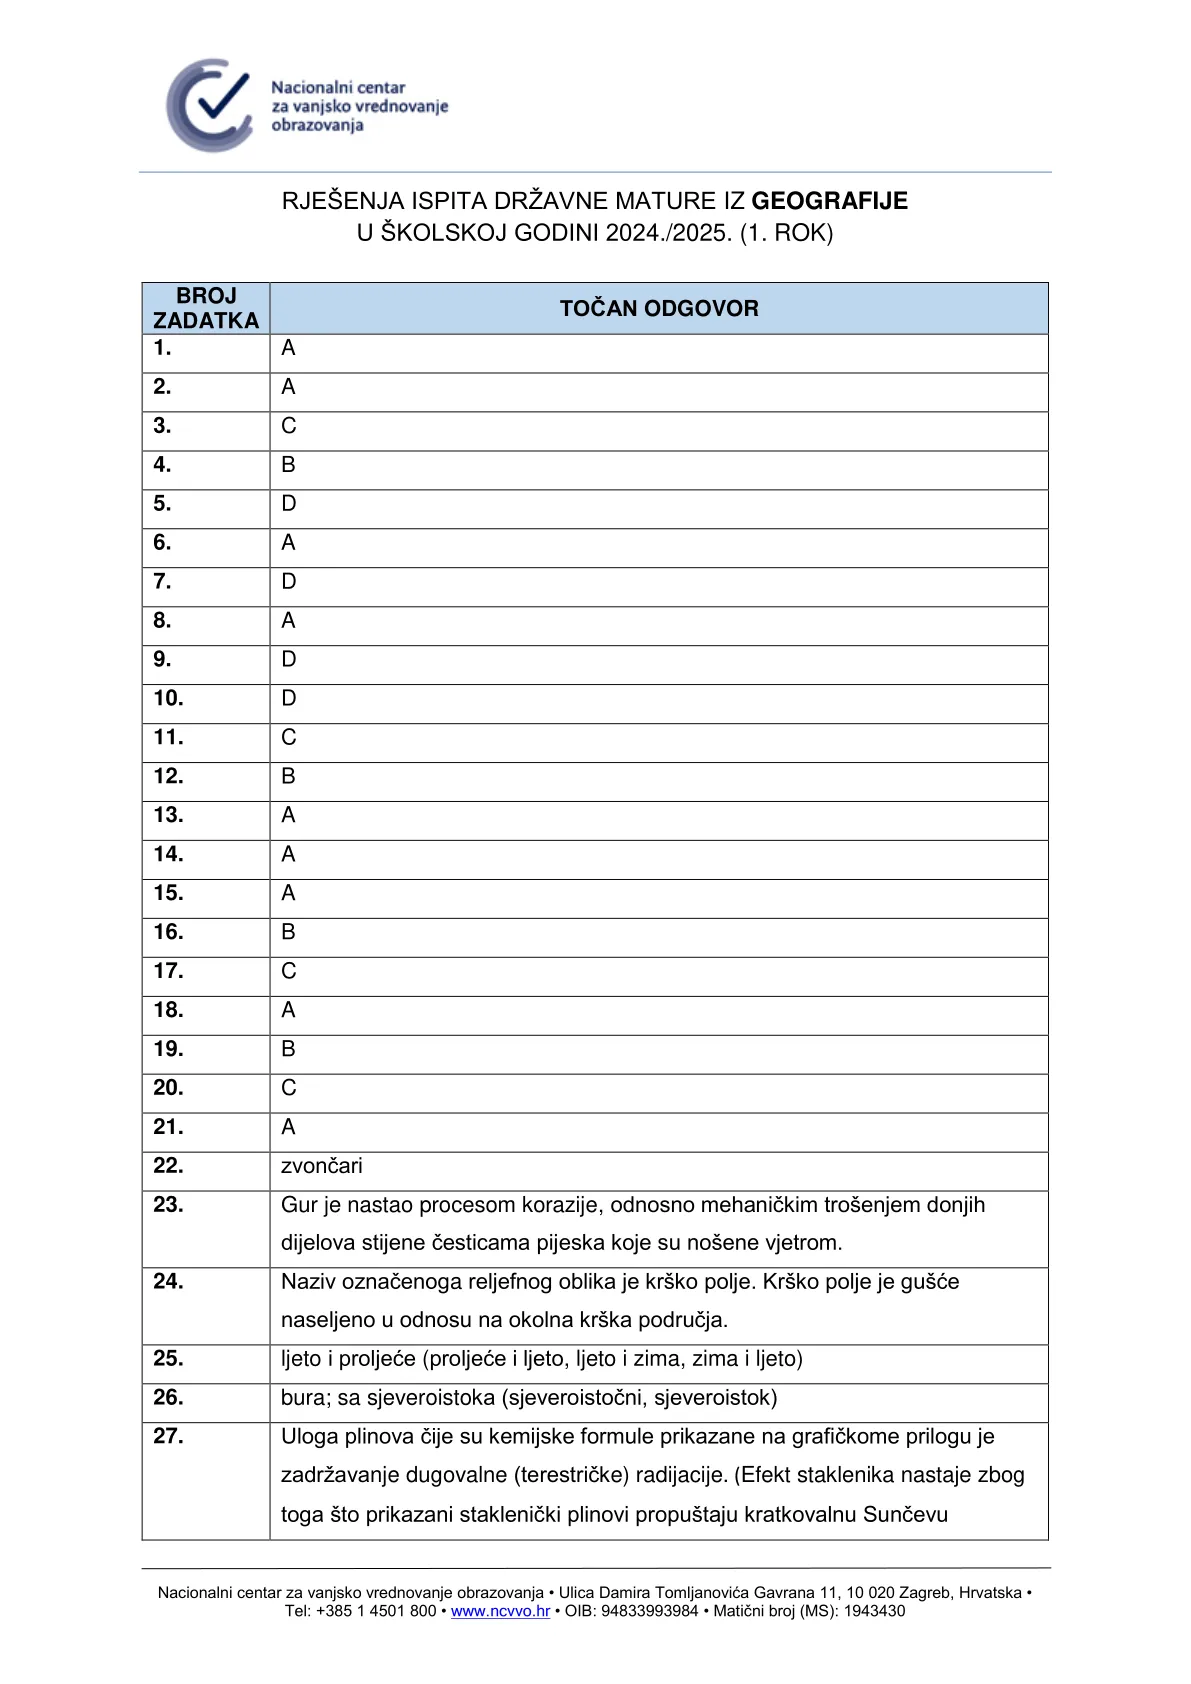 Nacionalni centar
za vanjsko vrednovanje
obrazovanja
RJEŠENJA ISPITA DRŽAVNE MATURE IZ GEOGRAFIJE
U ŠKOLSKOJ GODINI 2024./2025. (1. ROK)
BROJ
ZADATKA
TOČAN ODGOVOR
1. A
2. A
3. C
4. B
5. D
6. A
7. D
8. A
9. D
10. D
11. C
12. B
13. A
14. A
15. A
16. B
17. C
18. A
19. B
20. C
21. A
22. zvončari
23. Gur je nastao procesom korazije, odnosno mehaničkim trošenjem donjih
dijelova stijene česticama pijeska koje su nošene vjetrom.
24. Naziv označenoga reljefnog oblika je krško polje. Krško polje je gušće
naseljeno u odnosu na okolna krška područja.
25. ljeto i proljeće (proljeće i ljeto, ljeto i zima, zima i ljeto)
26. bura; sa sjeveroistoka (sjeveroistočni, sjeveroistok)
27. Uloga plinova čije su kemijske formule prikazane na grafičkome prilogu je
zadržavanje dugovalne (terestričke) radijacije. (Efekt staklenika nastaje zbog
toga što prikazani staklenički plinovi propuštaju kratkovalnu Sunčevu
Nacionalni centar za vanjsko vrednovanje obrazovanja • Ulica Damira Tomljanovića Gavrana 11, 10 020 Zagreb, Hrvatska •
Tel: +385 1 4501 800 • www.ncvvo.hr • OIB: 94833993984 • Matični broj (MS): 1943430